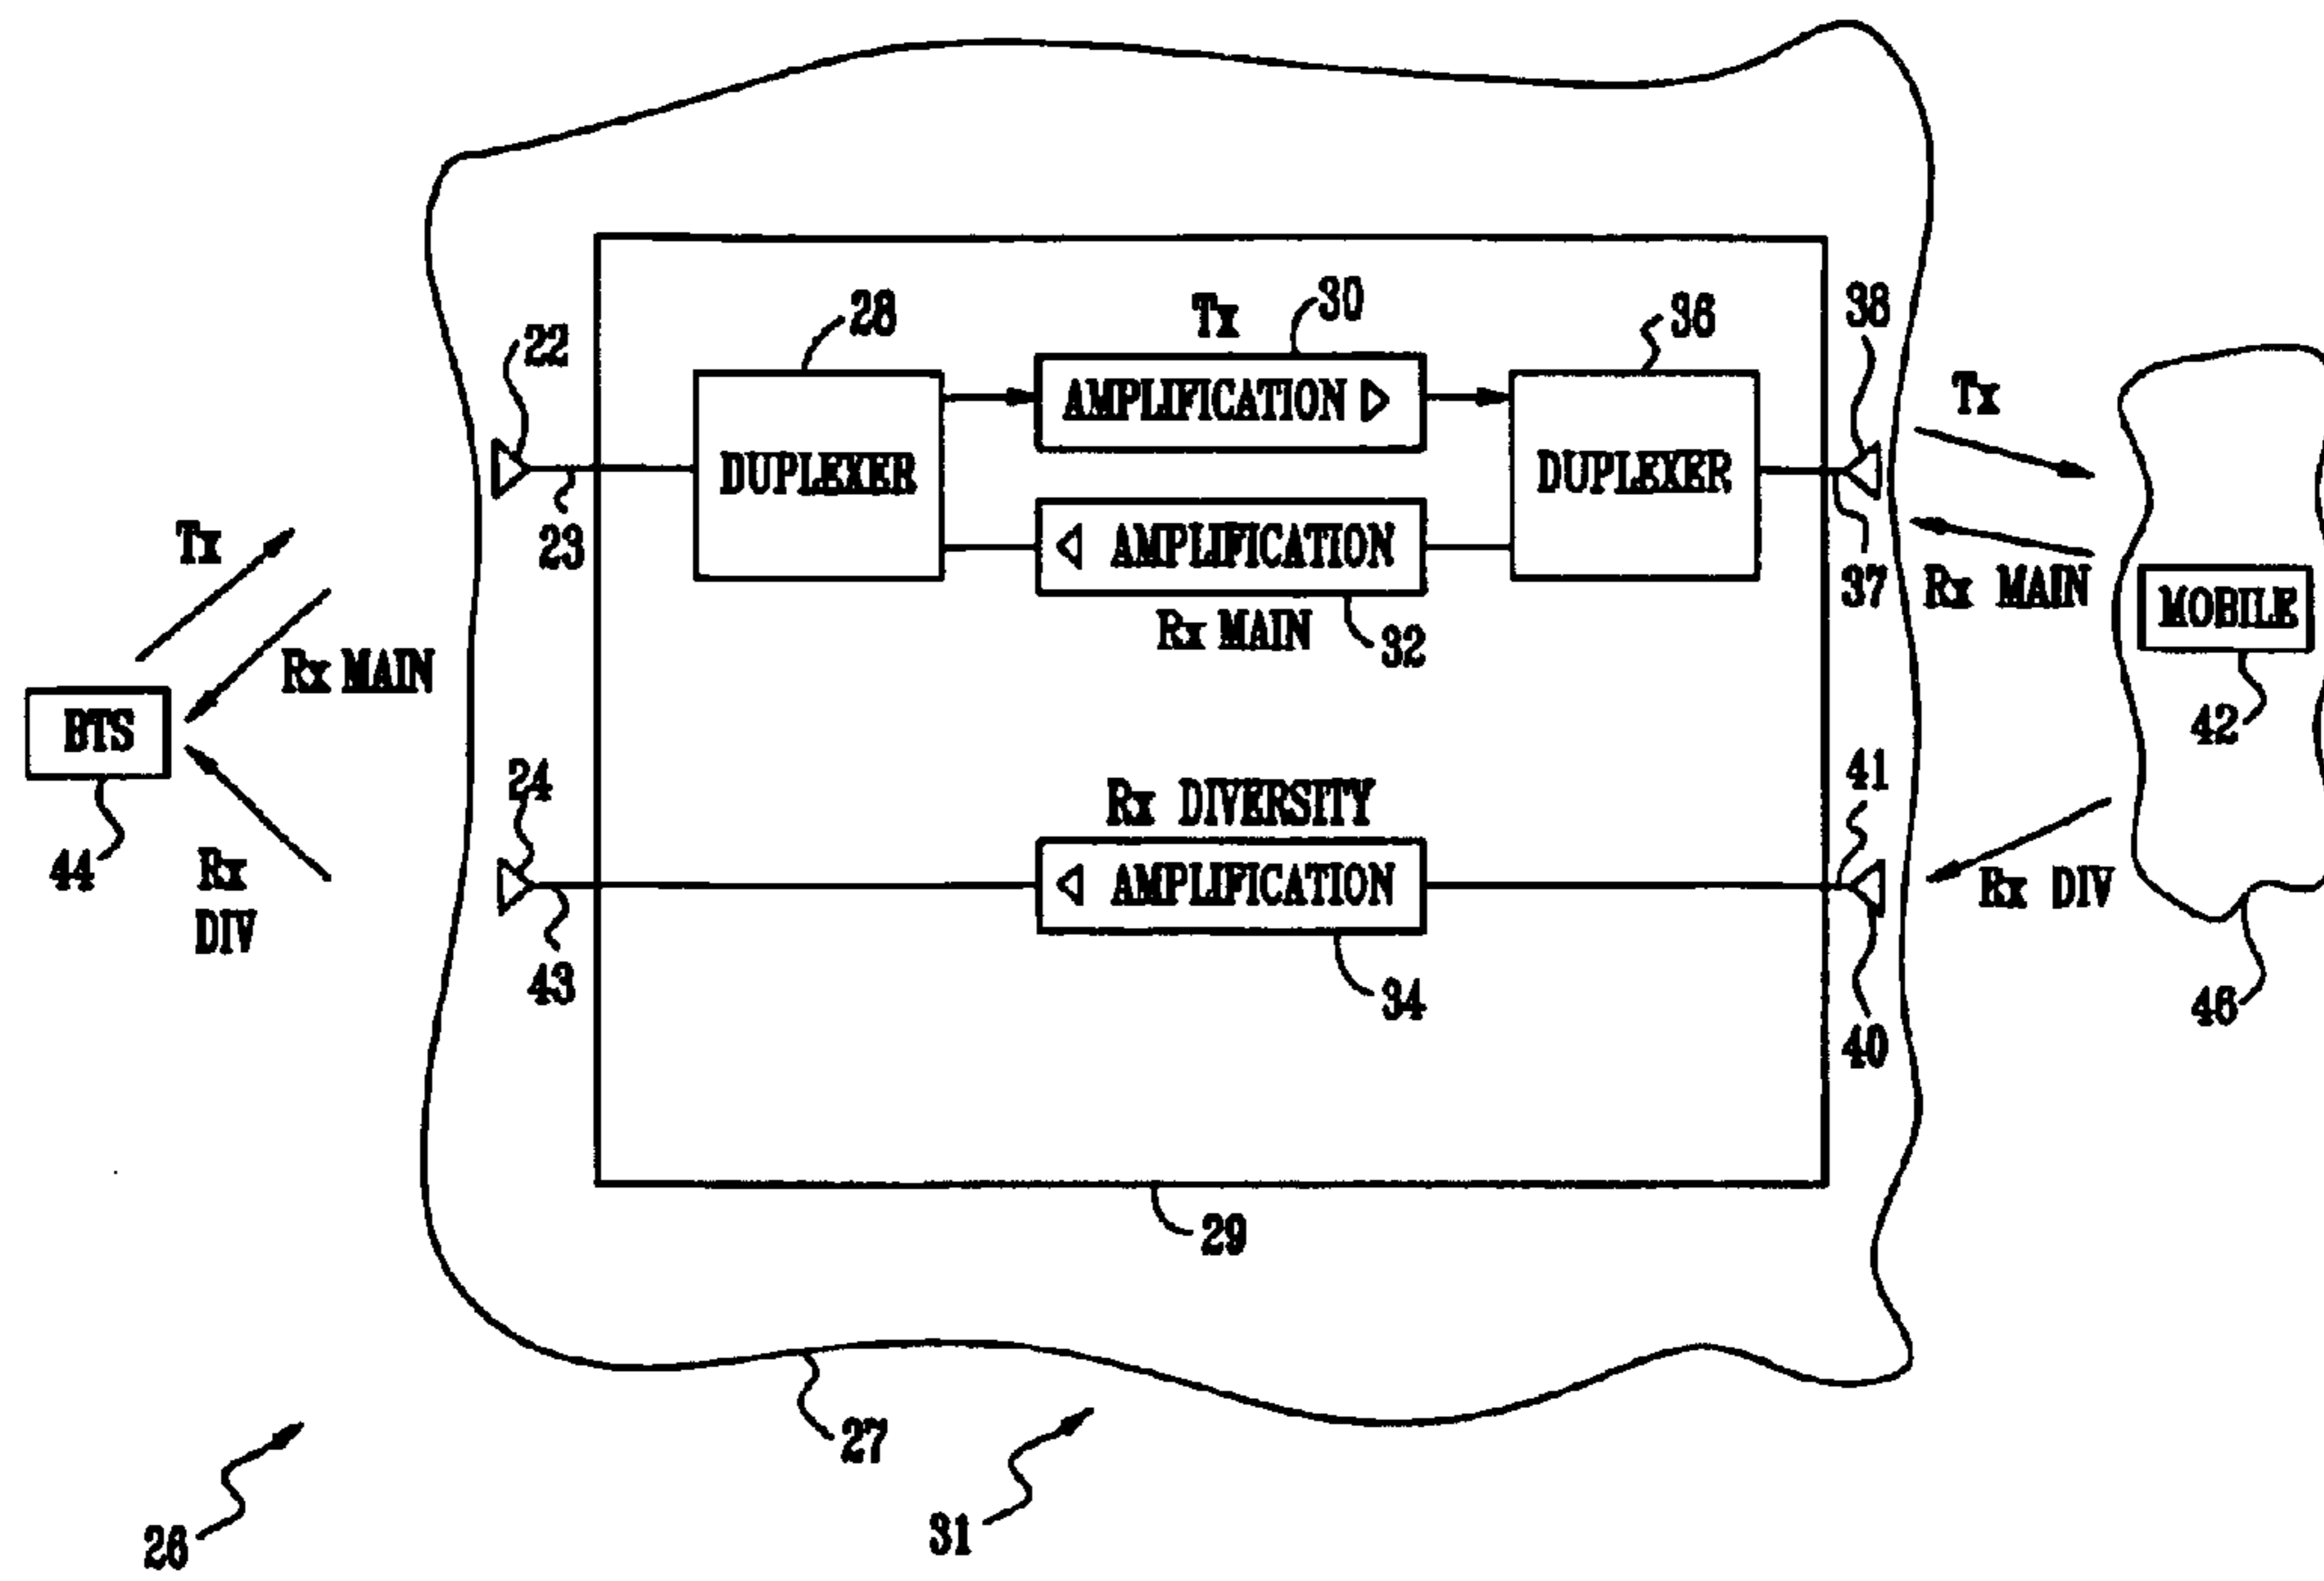 28
Tx
30
36
38
22
Tx
AMPLIFICATION
DUPLEXER
DUPLEXER
Tx
23
AMPLIFICATION
37
Rx MAIN
MOBILE
Rx MAIN
Rx MAIN
32
BTS
42
24
Rx DIVERSITY
41
44
Rx
DIV
AMPLIFICATION
Rx DIV
43
34
40
46
29
27
26
31